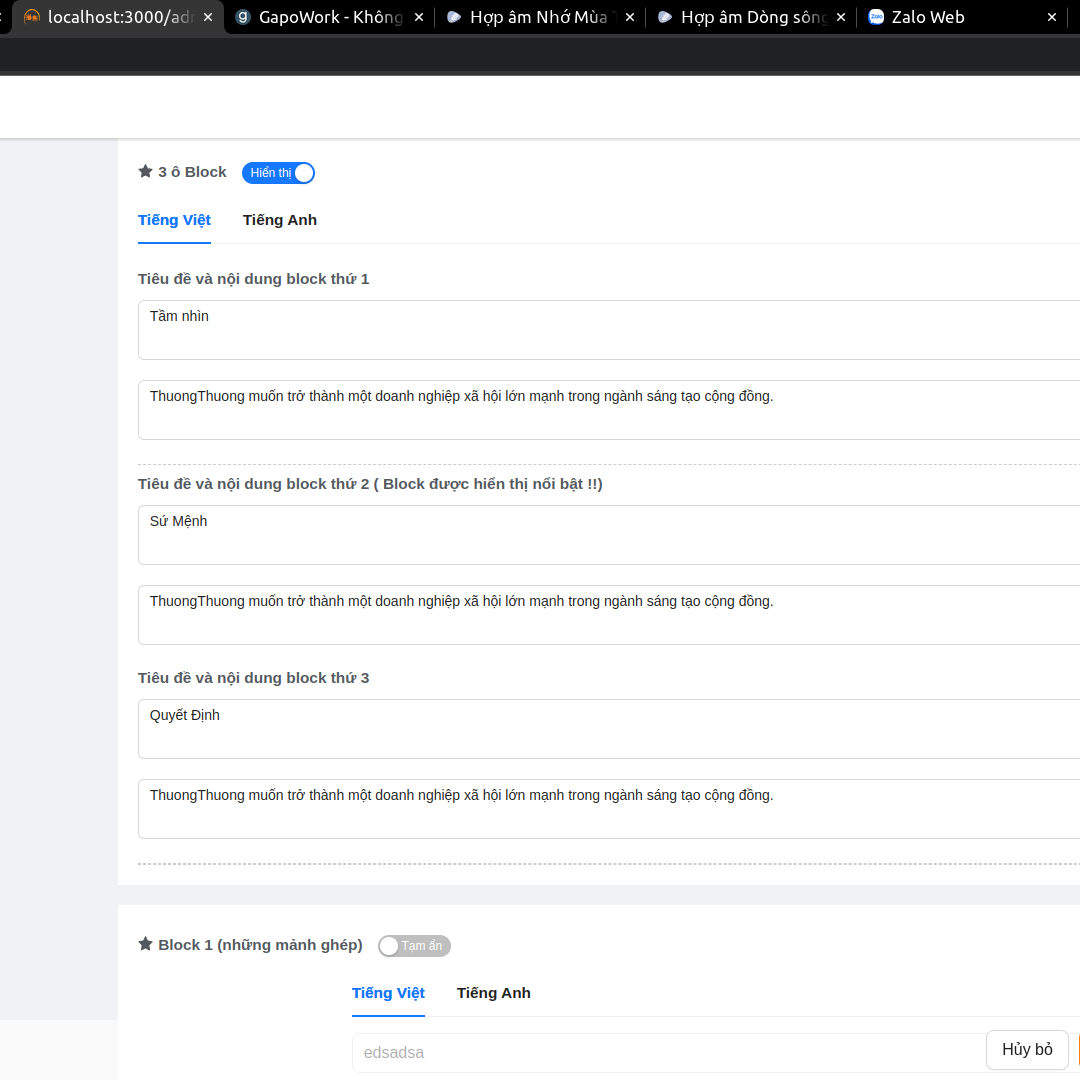 localhost:3000/adr
GapoWork - Không
Hợp âm Nhớ Mùa T
Hợp âm Dòng sông
Zalo Web
3 ô Block
Hiển thị
Tiếng Việt
Tiếng Anh
Tiêu đề và nội dung block thứ 1
Tầm nhìn
ThuongThuong muốn trở thành một doanh nghiệp xã hội lớn mạnh trong ngành sáng tạo cộng đồng.
Tiêu đề và nội dung block thứ 2 ( Block được hiển thị nổi bật !!)
Sứ Mệnh
ThuongThuong muốn trở thành một doanh nghiệp xã hội lớn mạnh trong ngành sáng tạo cộng đồng.
Tiêu đề và nội dung block thứ 3
Quyết Định
ThuongThuong muốn trở thành một doanh nghiệp xã hội lớn mạnh trong ngành sáng tạo cộng đồng.
Block 1 (những mảnh ghép)
Tạm ẩn
Tiếng Việt
Tiếng Anh
edsadsa
Hủy bỏ